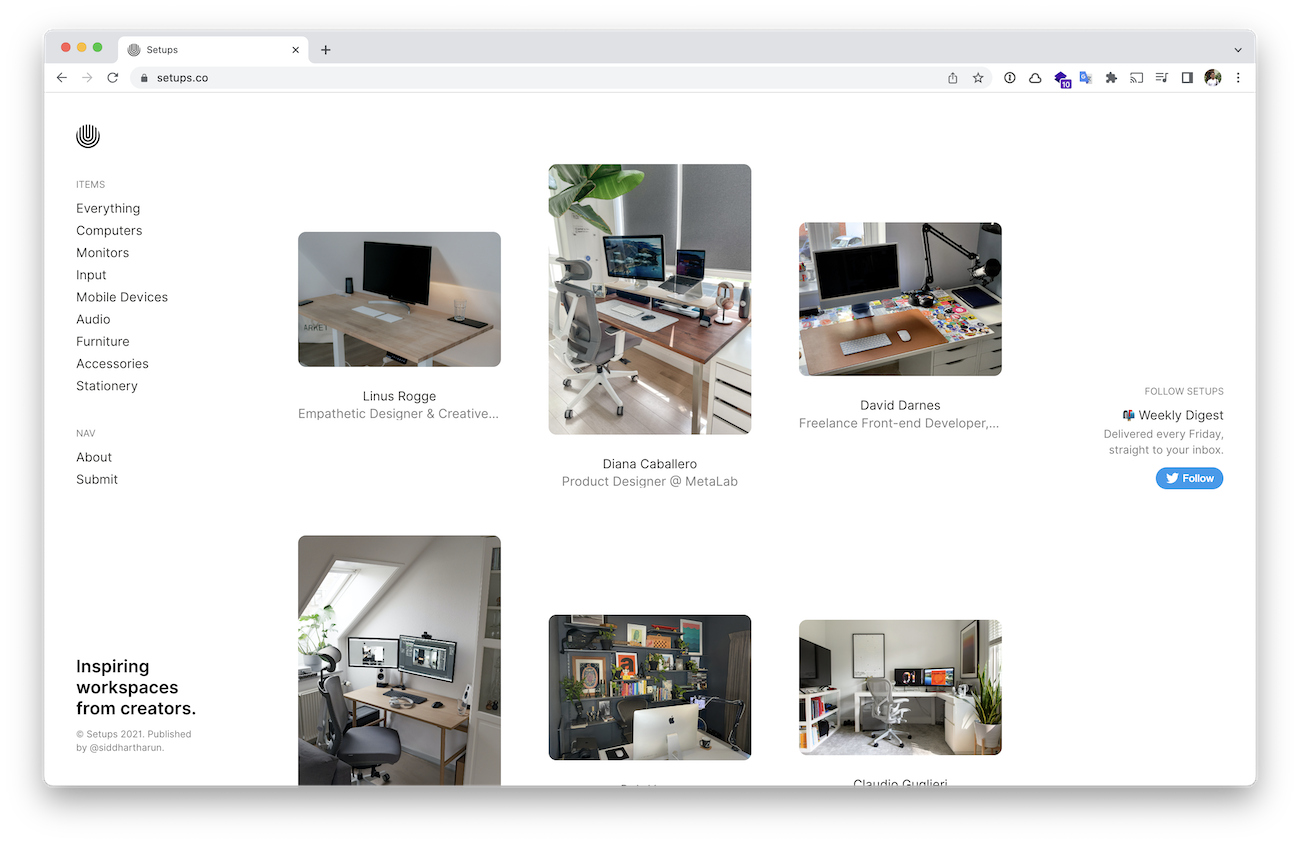 Setups
setups.co
10
ITEMS
Everything
Computers
Monitors
Input
Mobile Devices
Audio
Furniture
Accessories
Stationery
NAV
About
Submit
Inspiring
workspaces
from creators.
© Setups 2021. Published
by @siddhartharun.
ARKET
Linus Rogge
Empathetic Designer & Creative...
Diana Caballero
Product Designer @ MetaLab
David Darnes
Freelance Front-end Developer,...
Claudio Guglieri
FOLLOW SETUPS
📬 Weekly Digest
Delivered every Friday,
straight to your inbox.
Follow